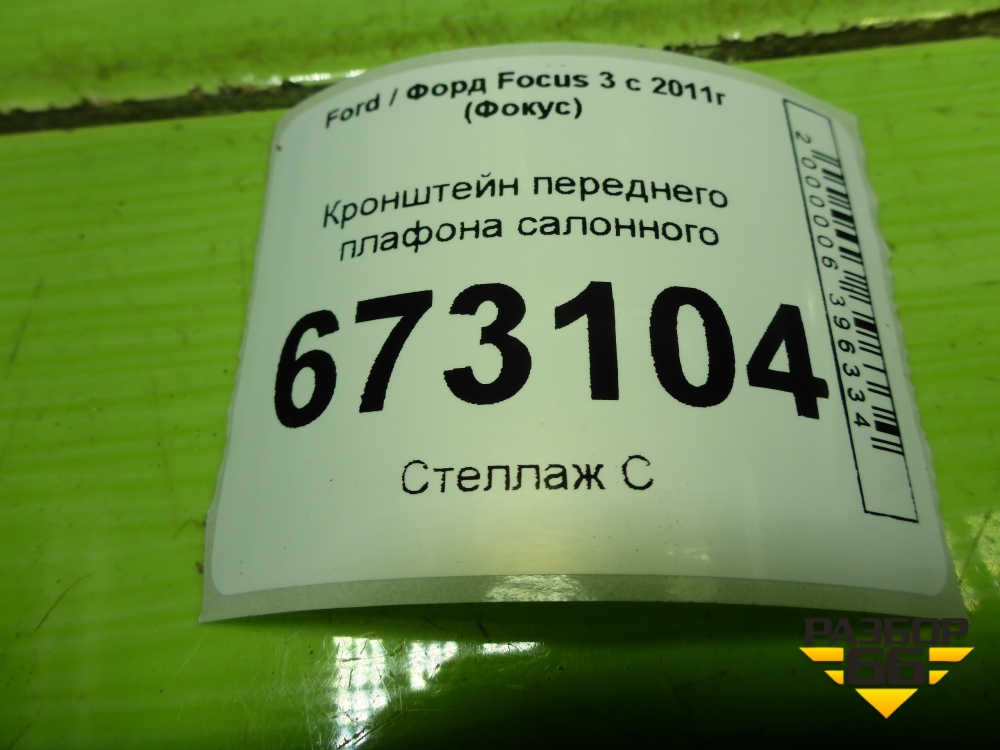 Ford / Форд Focus 3 с 2011г
(Фокус)
Кронштейн переднего
плафона салонного
673104
Стеллаж С
2000006396334
РАЗБОР
66